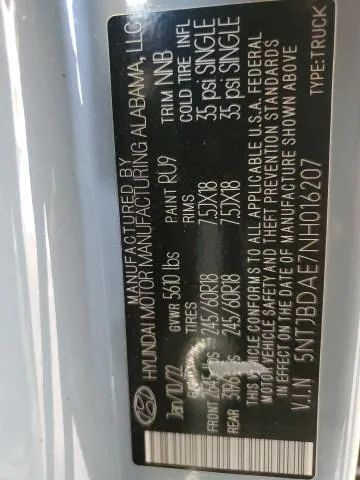 MANUFACTURED BY
HYUNDAI MOTOR MANUFACTURING ALABAMA, LLC
Jan/10/22 GVWR 5610 lbs PAINT RU9 TRIM NNB
TIRES RIMS COLD TIRE INFL
FRONT lbs 245/60R18 7.5JX18 35 psi SINGLE
REAR 245/60R18 7.5JX18 35 psi SINGLE
THIS VEHICLE CONFORMS TO ALL APPLICABLE U.S.A. FEDERAL
MOTOR VEHICLE SAFETY AND THEFT PREVENTION STANDARDS
IN EFFECT ON THE DATE OF MANUFACTURE SHOWN ABOVE.
V.I.N 5NTJBDAE7NH016207 TYPE:TRUCK